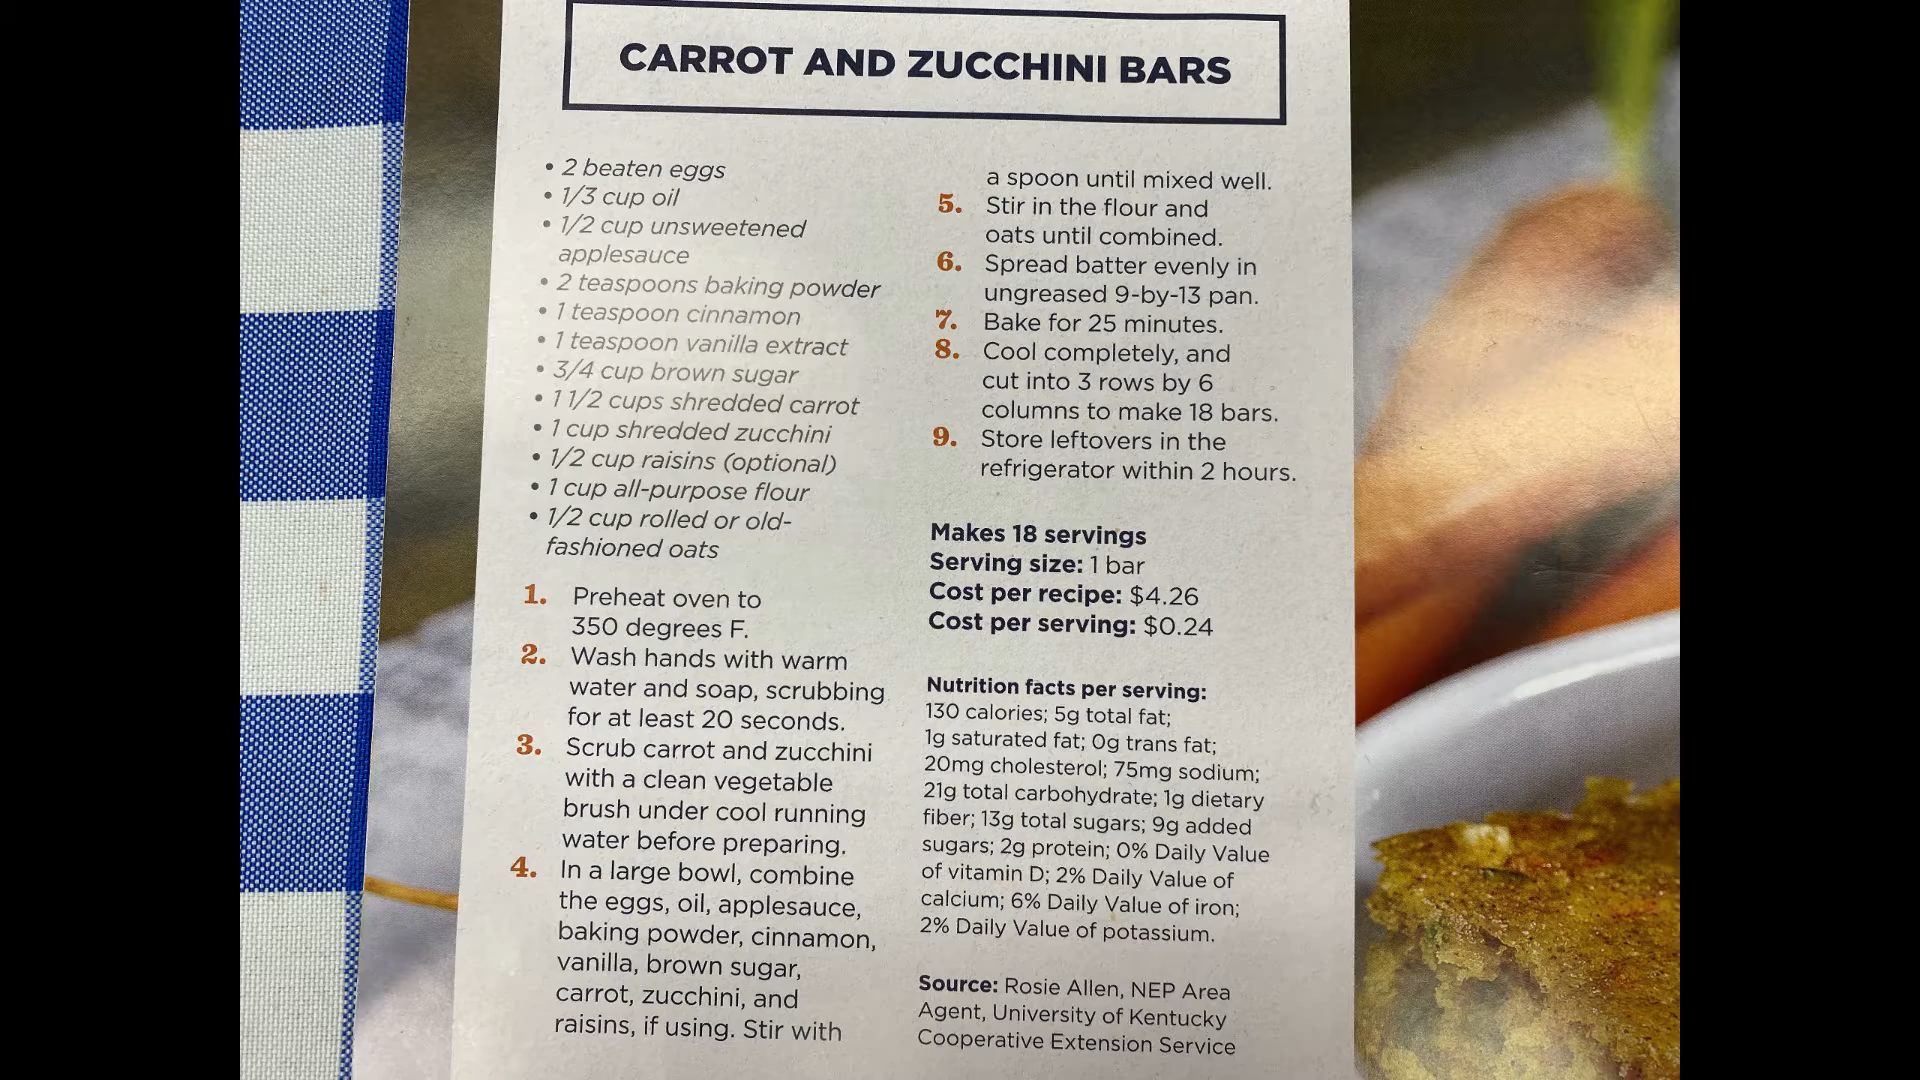 CARROT AND ZUCCHINI BARS
• 2 beaten eggs
• 1/3 cup oil
• 1/2 cup unsweetened
applesauce
• 2 teaspoons baking powder
• 1 teaspoon cinnamon
• 1 teaspoon vanilla extract
• 3/4 cup brown sugar
• 1 1/2 cups shredded carrot
• 1 cup shredded zucchini
• 1/2 cup raisins (optional)
• 1 cup all-purpose flour
• 1/2 cup rolled or old-
fashioned oats
1. Preheat oven to
350 degrees F.
2. Wash hands with warm
water and soap, scrubbing
for at least 20 seconds.
3. Scrub carrot and zucchini
with a clean vegetable
brush under cool running
water before preparing.
4. In a large bowl, combine
the eggs, oil, applesauce,
baking powder, cinnamon,
vanilla, brown sugar,
carrot, zucchini, and
raisins, if using. Stir with
a spoon until mixed well.
5. Stir in the flour and
oats until combined.
6. Spread batter evenly in
ungreased 9-by-13 pan.
7. Bake for 25 minutes.
8. Cool completely, and
cut into 3 rows by 6
columns to make 18 bars.
9. Store leftovers in the
refrigerator within 2 hours.
Makes 18 servings
Serving size: 1 bar
Cost per recipe: $4.26
Cost per serving: $0.24
Nutrition facts per serving:
130 calories; 5g total fat;
1g saturated fat; 0g trans fat;
20mg cholesterol; 75mg sodium;
21g total carbohydrate; 1g dietary
fiber; 13g total sugars; 9g added
sugars; 2g protein; 0% Daily Value
of vitamin D; 2% Daily Value of
calcium; 6% Daily Value of iron;
2% Daily Value of potassium.
Source: Rosie Allen, NEP Area
Agent, University of Kentucky
Cooperative Extension Service